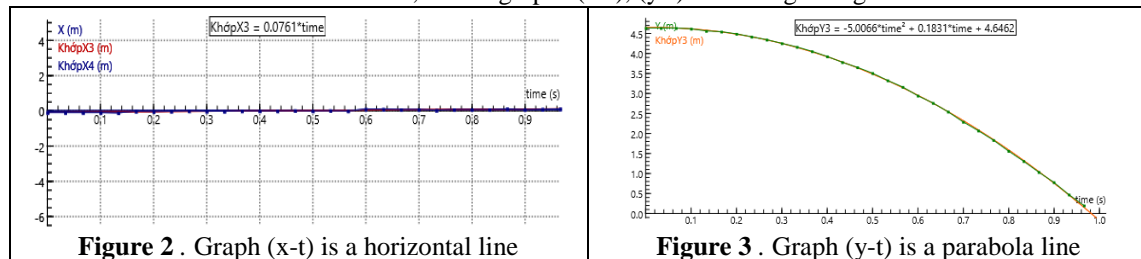 X (m)
KhớpX3 = 0.0761*time
KhớpX3 (m)
KhớpX4 (m)
4
2
0
-2
-4
-6
time (s)
0,1 0,2 0,3 0,4 0,5 0,6 0,7 0,8 0,9
Figure 2 . Graph (x-t) is a horizontal line
Y (m)
KhớpY3 = -5.0066*time² + 0.1831*time + 4.6462
KhớpY3 (m)
4.5
4.0
3.5
3.0
2.5
2.0
1.5
1.0
0.5
0.0
time (s)
0.1 0.2 0.3 0.4 0.5 0.6 0.7 0.8 0.9 1.0
Figure 3 . Graph (y-t) is a parabola line